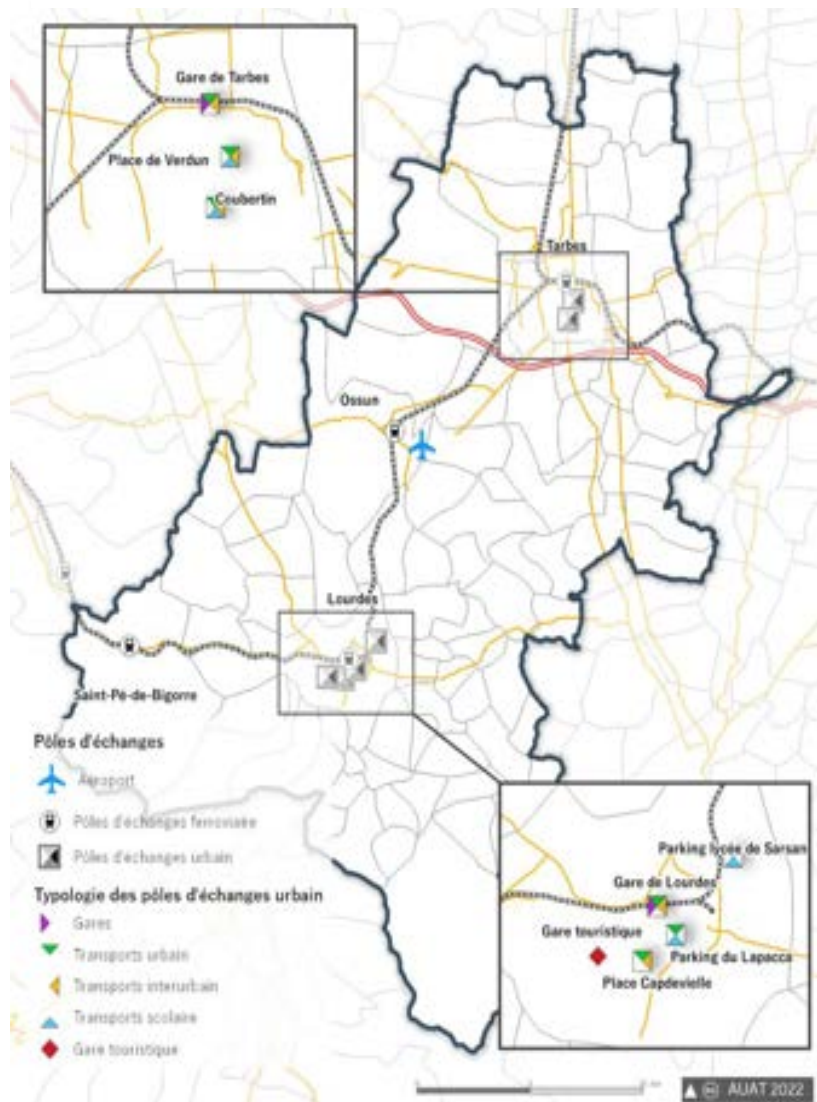 Gare de Tarbes
Place de Verdun
Coubertin
Tarbes
Ossun
Lourdes
Saint-Pé-de-Bigorre
Pôles d'échanges
Aéroport
Pôles d'échanges ferroviaire
Pôles d'échanges urbain
Typologie des pôles d'échanges urbain
Gares
Transports urbain
Transports interurbain
Transports scolaire
Gare touristique
Parking lycée de Sarsan
Gare de Lourdes
Gare touristique
Parking du Lapacca
Place Capdevielle
AUAT 2022